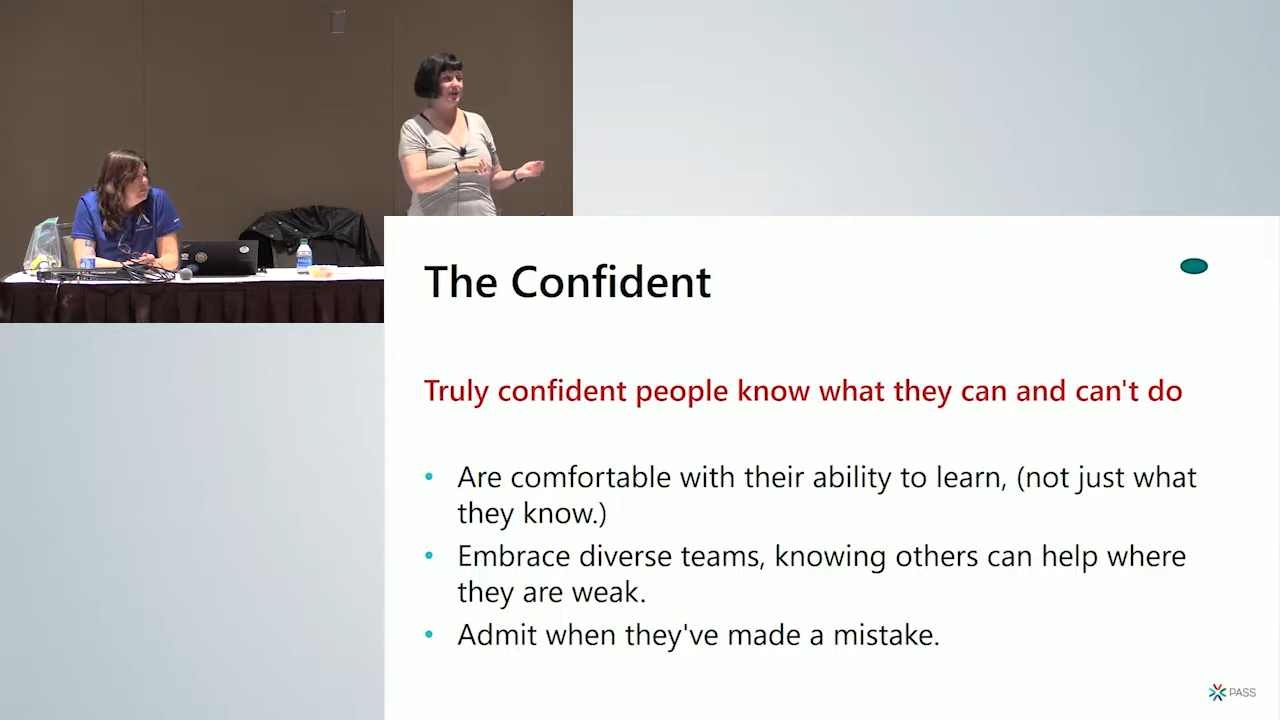 The Confident
Truly confident people know what they can and can't do
• Are comfortable with their ability to learn, (not just what
they know.)
• Embrace diverse teams, knowing others can help where
they are weak.
• Admit when they've made a mistake.
PASS